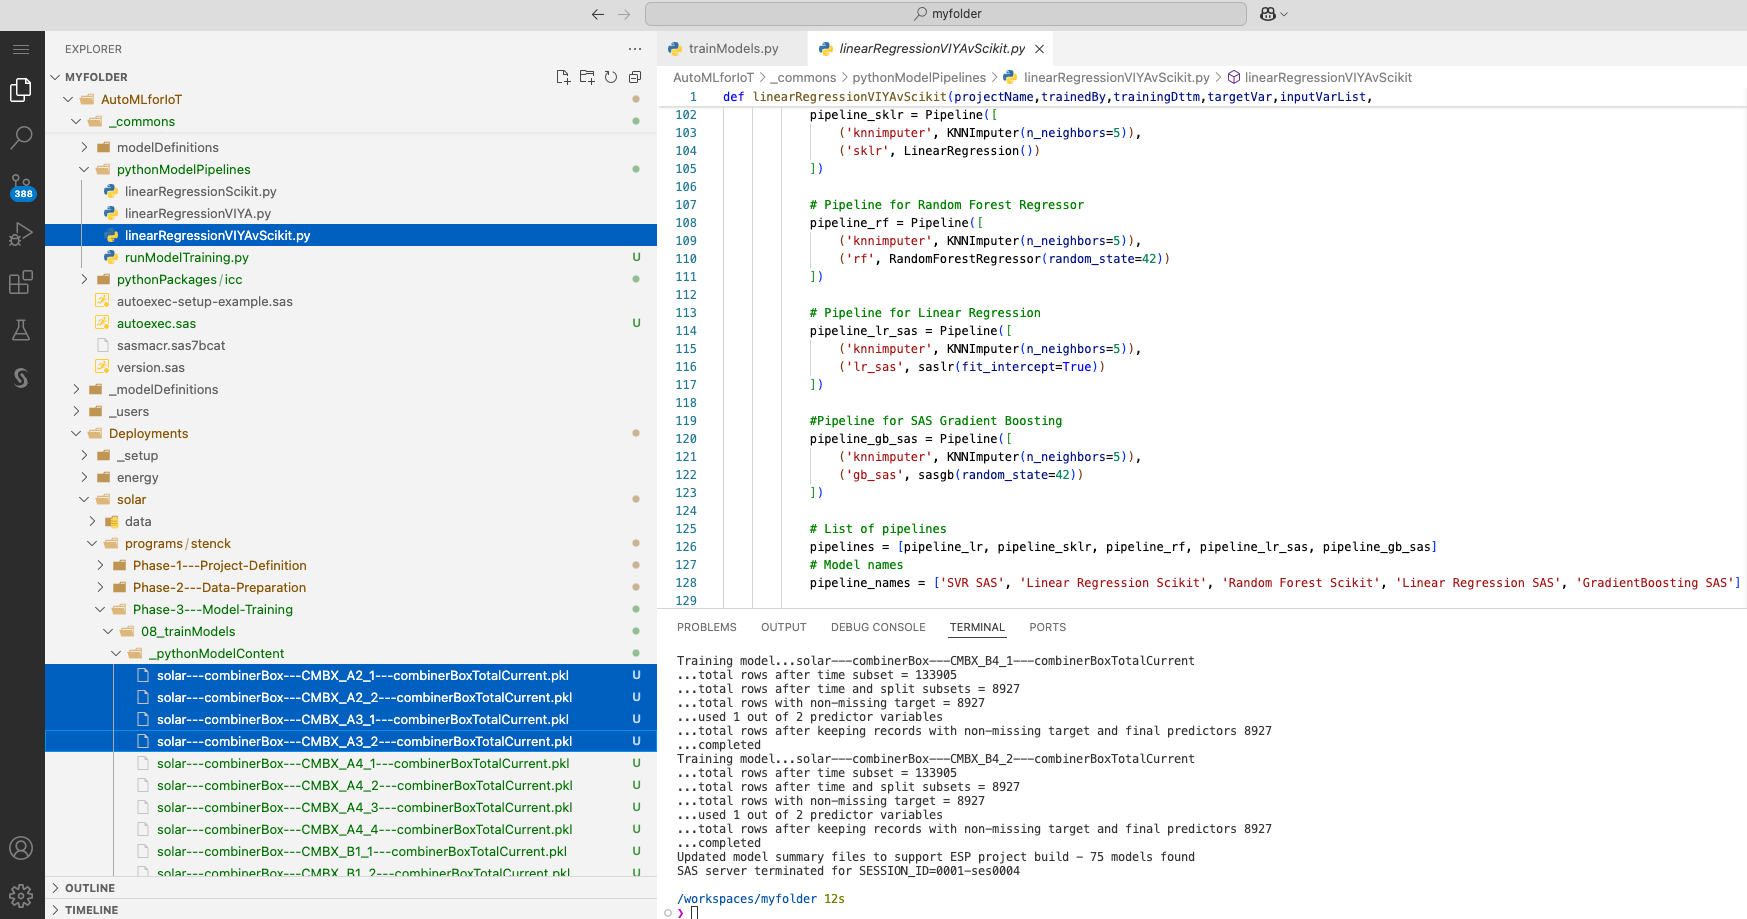 myfolder
EXPLORER
MYFOLDER
AutoMLforIoT
_commons
modelDefinitions
pythonModelPipelines
linearRegressionScikit.py
linearRegressionVIYA.py
linearRegressionVIYAvScikit.py
runModelTraining.py U
pythonPackages/icc
autoexec-setup-example.sas
autoexec.sas U
sasmacr.sas7bcat
version.sas
_modelDefinitions
_users
Deployments
_setup
energy
solar
data
programs/stenck
Phase-1---Project-Definition
Phase-2---Data-Preparation
Phase-3---Model-Training
08_trainModels
_pythonModelContent
solar---combinerBox---CMBX_A2_1---combinerBoxTotalCurrent.pkl U
solar---combinerBox---CMBX_A2_2---combinerBoxTotalCurrent.pkl U
solar---combinerBox---CMBX_A3_1---combinerBoxTotalCurrent.pkl U
solar---combinerBox---CMBX_A3_2---combinerBoxTotalCurrent.pkl U
solar---combinerBox---CMBX_A4_1---combinerBoxTotalCurrent.pkl U
solar---combinerBox---CMBX_A4_2---combinerBoxTotalCurrent.pkl U
solar---combinerBox---CMBX_A4_3---combinerBoxTotalCurrent.pkl U
solar---combinerBox---CMBX_A4_4---combinerBoxTotalCurrent.pkl U
solar---combinerBox---CMBX_B1_1---combinerBoxTotalCurrent.pkl U
solar---combinerBox---CMBX_B1_2---combinerBoxTotalCurrent.pkl U
OUTLINE
TIMELINE
388
trainModels.py linearRegressionVIYAvScikit.py
AutoMLforIoT > _commons > pythonModelPipelines > linearRegressionVIYAvScikit.py > linearRegressionVIYAvScikit
1 def linearRegressionVIYAvScikit(projectName,trainedBy,trainingDttm,targetVar,inputVarList,
102 pipeline_sklr = Pipeline([
103 ('knnimputer', KNNImputer(n_neighbors=5)),
104 ('sklr', LinearRegression())
105 ])
106
107 # Pipeline for Random Forest Regressor
108 pipeline_rf = Pipeline([
109 ('knnimputer', KNNImputer(n_neighbors=5)),
110 ('rf', RandomForestRegressor(random_state=42))
111 ])
112
113 # Pipeline for Linear Regression
114 pipeline_lr_sas = Pipeline([
115 ('knnimputer', KNNImputer(n_neighbors=5)),
116 ('lr_sas', saslr(fit_intercept=True))
117 ])
118
119 #Pipeline for SAS Gradient Boosting
120 pipeline_gb_sas = Pipeline([
121 ('knnimputer', KNNImputer(n_neighbors=5)),
122 ('gb_sas', sasgb(random_state=42))
123 ])
124
125 # List of pipelines
126 pipelines = [pipeline_lr, pipeline_sklr, pipeline_rf, pipeline_lr_sas, pipeline_gb_sas]
127 # Model names
128 pipeline_names = ['SVR SAS', 'Linear Regression Scikit', 'Random Forest Scikit', 'Linear Regression SAS', 'GradientBoosting SAS']
129
PROBLEMS OUTPUT DEBUG CONSOLE TERMINAL PORTS
Training model...solar---combinerBox---CMBX_B4_1---combinerBoxTotalCurrent
...total rows after time subset = 133905
...total rows after time and split subsets = 8927
...total rows with non-missing target = 8927
...used 1 out of 2 predictor variables
...total rows after keeping records with non-missing target and final predictors 8927
...completed
Training model...solar---combinerBox---CMBX_B4_2---combinerBoxTotalCurrent
...total rows after time subset = 133905
...total rows after time and split subsets = 8927
...total rows with non-missing target = 8927
...used 1 out of 2 predictor variables
...total rows after keeping records with non-missing target and final predictors 8927
...completed
Updated model summary files to support ESP project build - 75 models found
SAS server terminated for SESSION_ID=0001-ses0004
/workspaces/myfolder 12s
❯